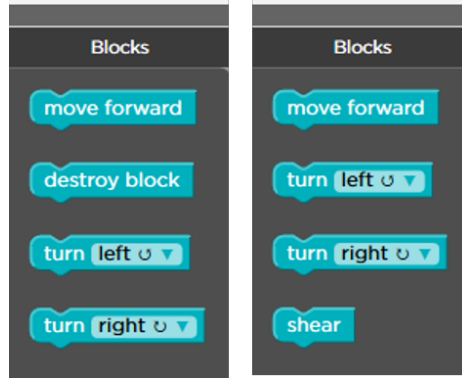 Blocks
move forward
destroy block
turn left ↺ ▼
turn right ↻ ▼
Blocks
move forward
turn left ↺ ▼
turn right ↻ ▼
shear